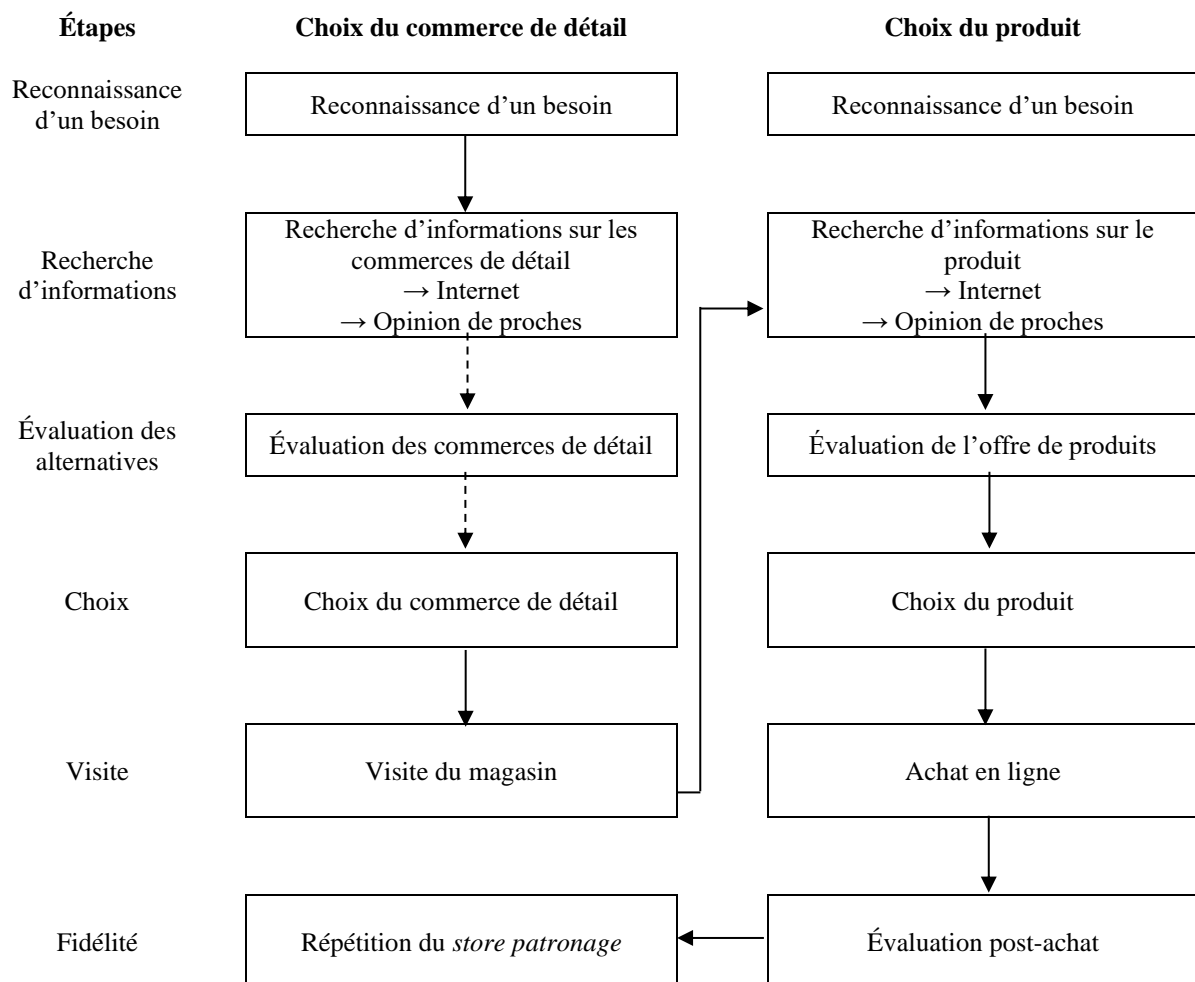 Étapes
Choix du commerce de détail
Choix du produit
Reconnaissance
d’un besoin
Reconnaissance d’un besoin
Reconnaissance d’un besoin
Recherche
d’informations
Recherche d’informations sur les
commerces de détail
→ Internet
→ Opinion de proches
Recherche d’informations sur le
produit
→ Internet
→ Opinion de proches
Évaluation des
alternatives
Évaluation des commerces de détail
Évaluation de l’offre de produits
Choix
Choix du commerce de détail
Choix du produit
Visite
Visite du magasin
Achat en ligne
Fidélité
Répétition du store patronage
Évaluation post-achat